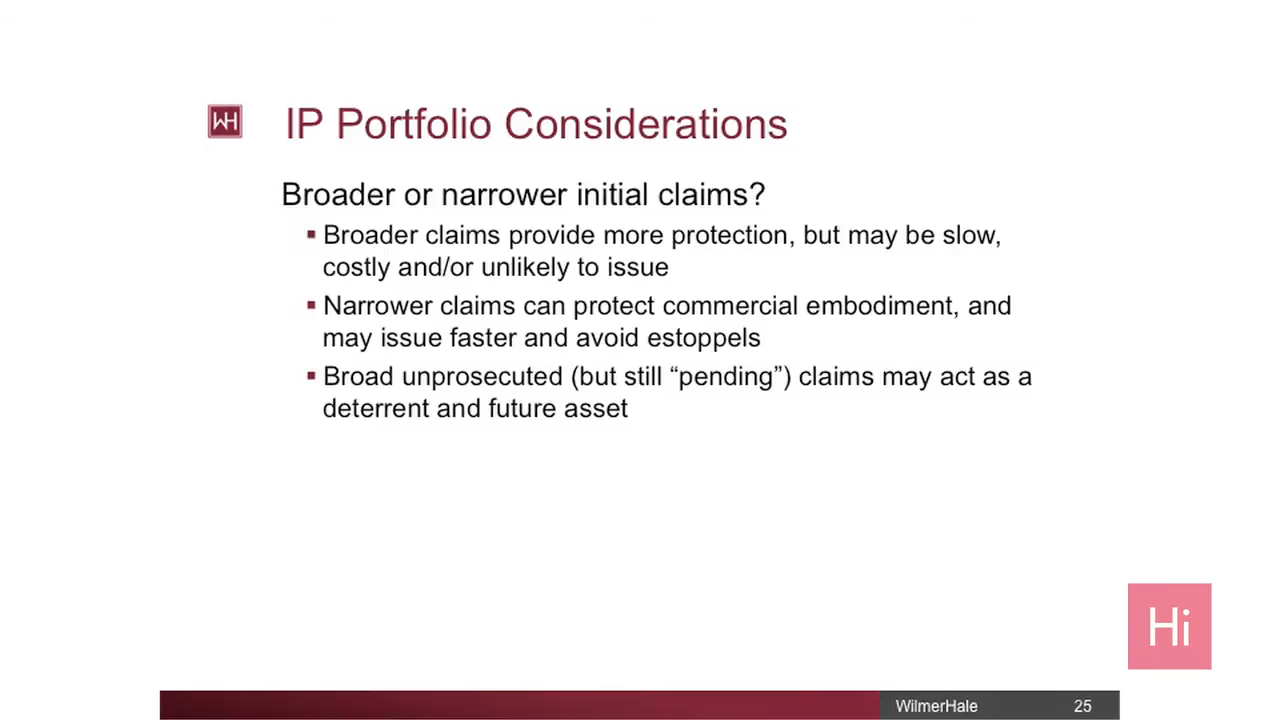 WH
IP Portfolio Considerations
Broader or narrower initial claims?
▪ Broader claims provide more protection, but may be slow,
costly and/or unlikely to issue
▪ Narrower claims can protect commercial embodiment, and
may issue faster and avoid estoppels
▪ Broad unprosecuted (but still “pending”) claims may act as a
deterrent and future asset
Hi
WilmerHale 25